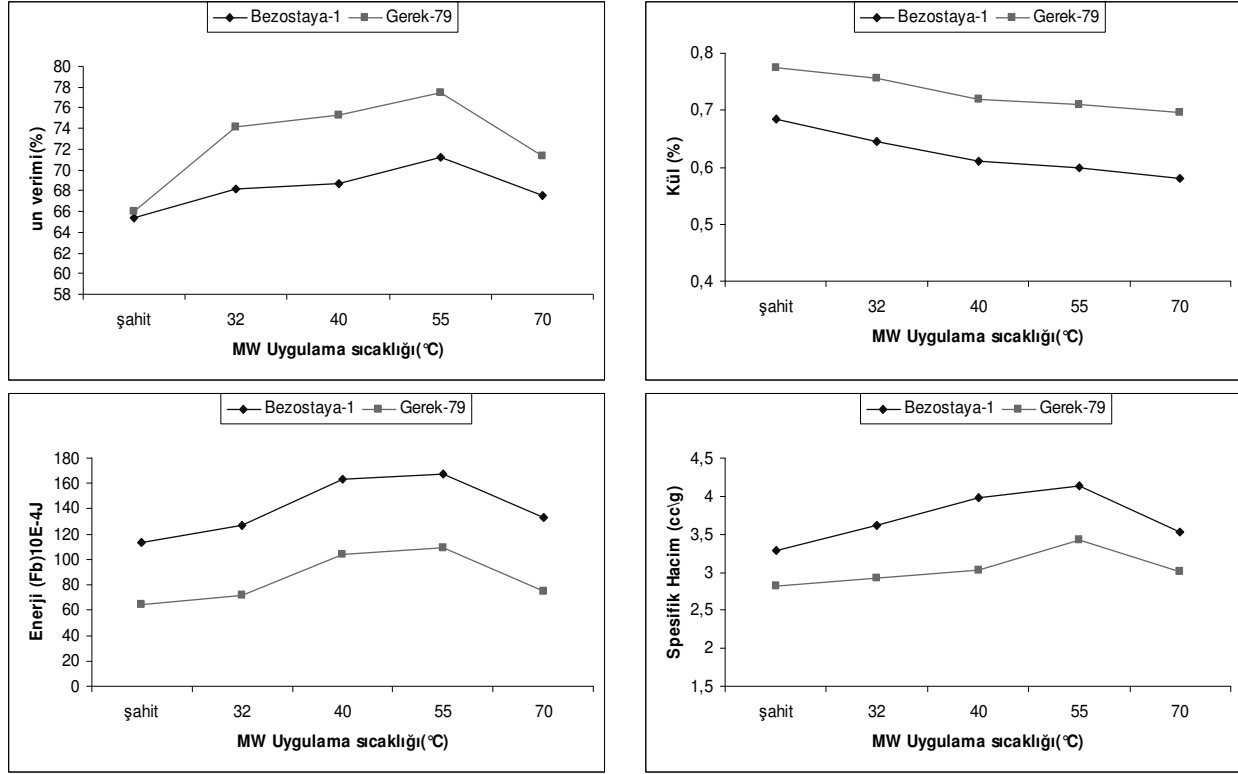 Bezostaya-1 Gerek-79
un verimi(%)
80
78
76
74
72
70
68
66
64
62
60
58
şahit 32 40 55 70
MW Uygulama sıcaklığı(°C)
Bezostaya-1 Gerek-79
Kül (%)
0,8
0,7
0,6
0,5
0,4
şahit 32 40 55 70
MW Uygulama sıcaklığı(°C)
Bezostaya-1 Gerek-79
Enerji (Fb)10E-4J
180
160
140
120
100
80
60
40
20
0
şahit 32 40 55 70
MW Uygulama sıcaklığı(°C)
Bezostaya-1 Gerek-79
Spesifik Hacim (cc\g)
4,5
4
3,5
3
2,5
2
1,5
şahit 32 40 55 70
MW Uygulama sıcaklığı(°C)